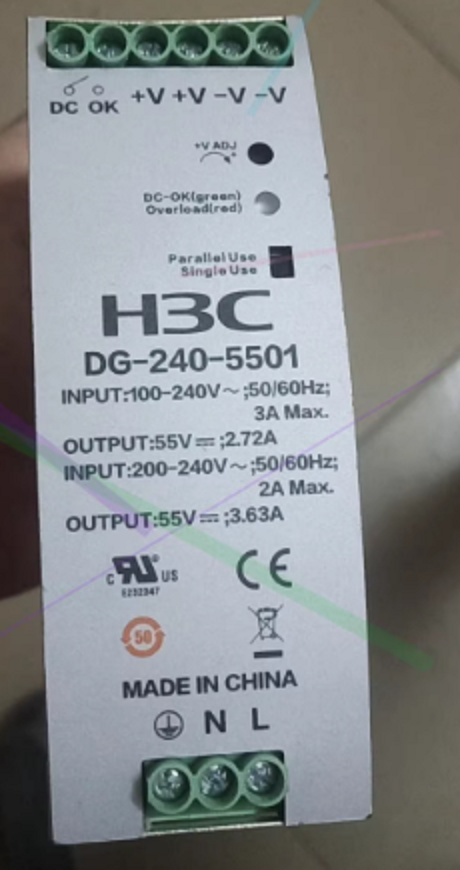 DC OK +V +V -V -V
+V ADJ
DC-OK(green)
Overload(red)
Parallel Use
Single Use
H3C
DG-240-5501
INPUT:100-240V～;50/60Hz;
3A Max.
OUTPUT:55V⎓;2.72A
INPUT:200-240V～;50/60Hz;
2A Max.
OUTPUT:55V⎓;3.63A
c RU® US
E232347
CE
50
MADE IN CHINA
N L